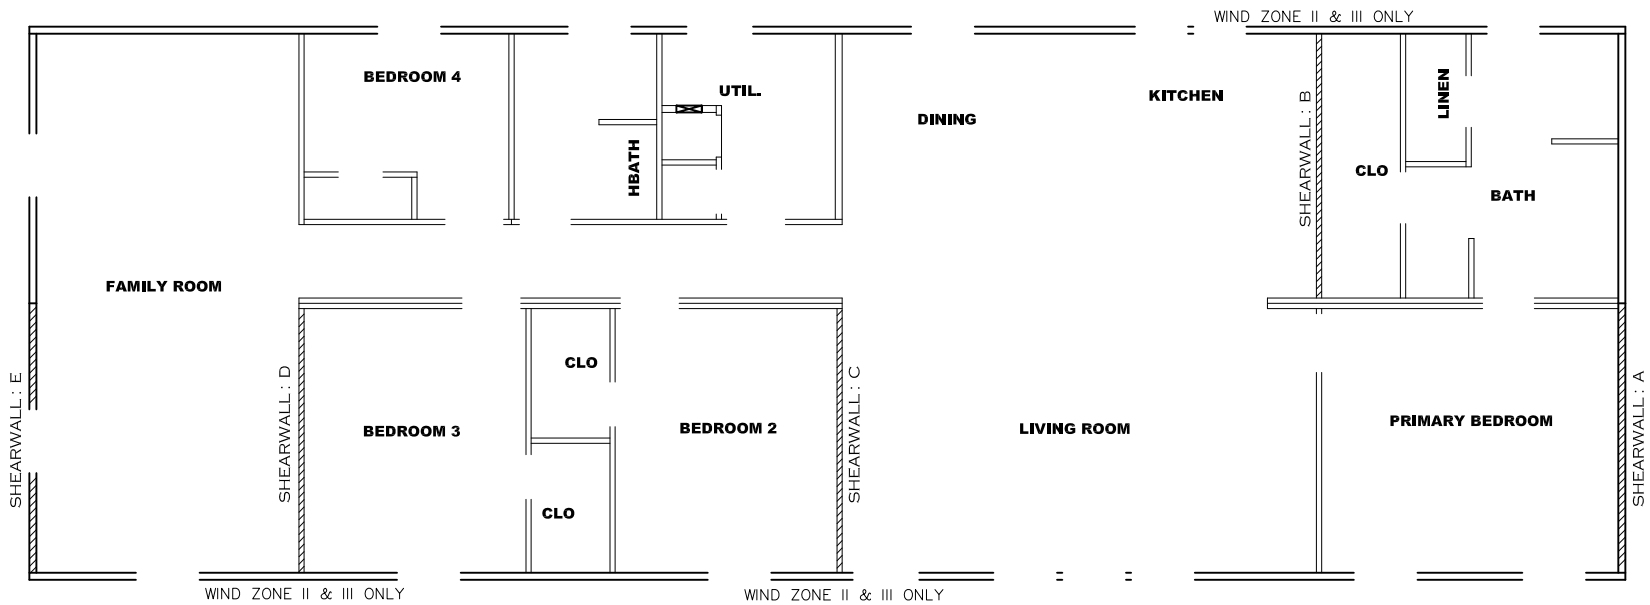 WIND ZONE II & III ONLY
BEDROOM 4
UTIL.
DINING
KITCHEN
LINEN
SHEARWALL: B
HBATH
CLO
BATH
FAMILY ROOM
CLO
SHEARWALL: E
SHEARWALL: D
BEDROOM 3
BEDROOM 2
SHEARWALL: C
LIVING ROOM
PRIMARY BEDROOM
SHEARWALL: A
CLO
WIND ZONE II & III ONLY
WIND ZONE II & III ONLY